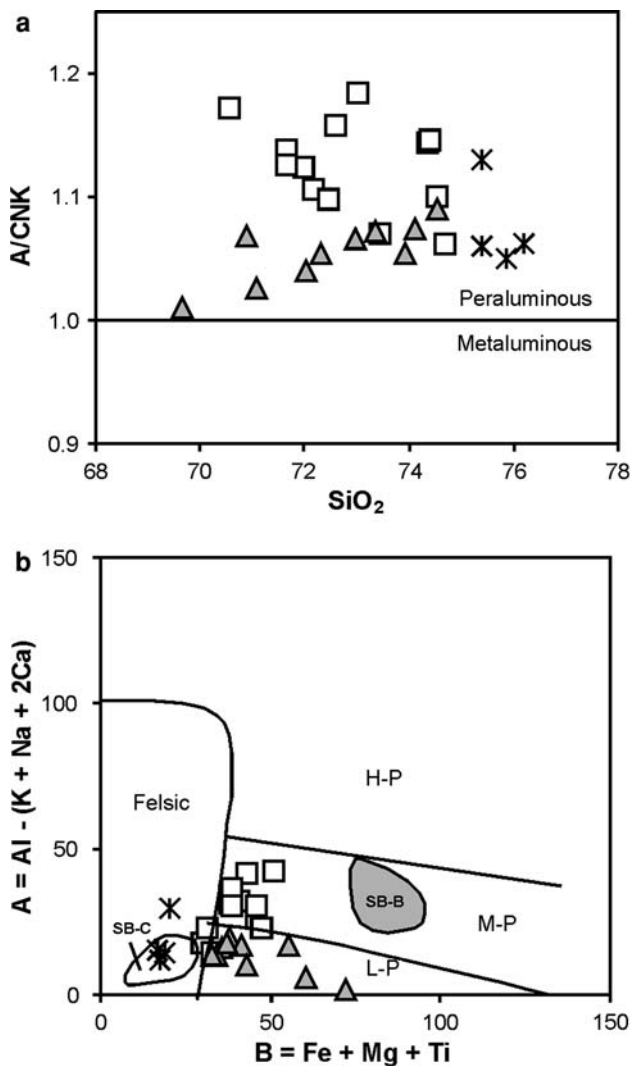 a
1.2
1.1
1.0
0.9
A/CNK
Peraluminous
Metaluminous
68 70 72 74 76 78
SiO₂
b
150
100
50
0
A = Al - (K + Na + 2Ca)
H-P
Felsic
SB-B
SB-C
M-P
L-P
0 50 100 150
B = Fe + Mg + Ti